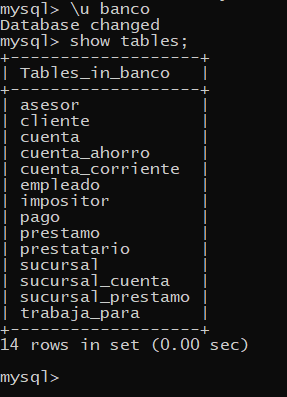 mysql> \u banco
Database changed
mysql> show tables;
+-------------------+
| Tables_in_banco   |
+-------------------+
| asesor            |
| cliente           |
| cuenta            |
| cuenta_ahorro     |
| cuenta_corriente  |
| empleado          |
| impositor         |
| pago              |
| prestamo          |
| prestatario       |
| sucursal          |
| sucursal_cuenta   |
| sucursal_prestamo |
| trabaja_para      |
+-------------------+
14 rows in set (0.00 sec)
mysql>